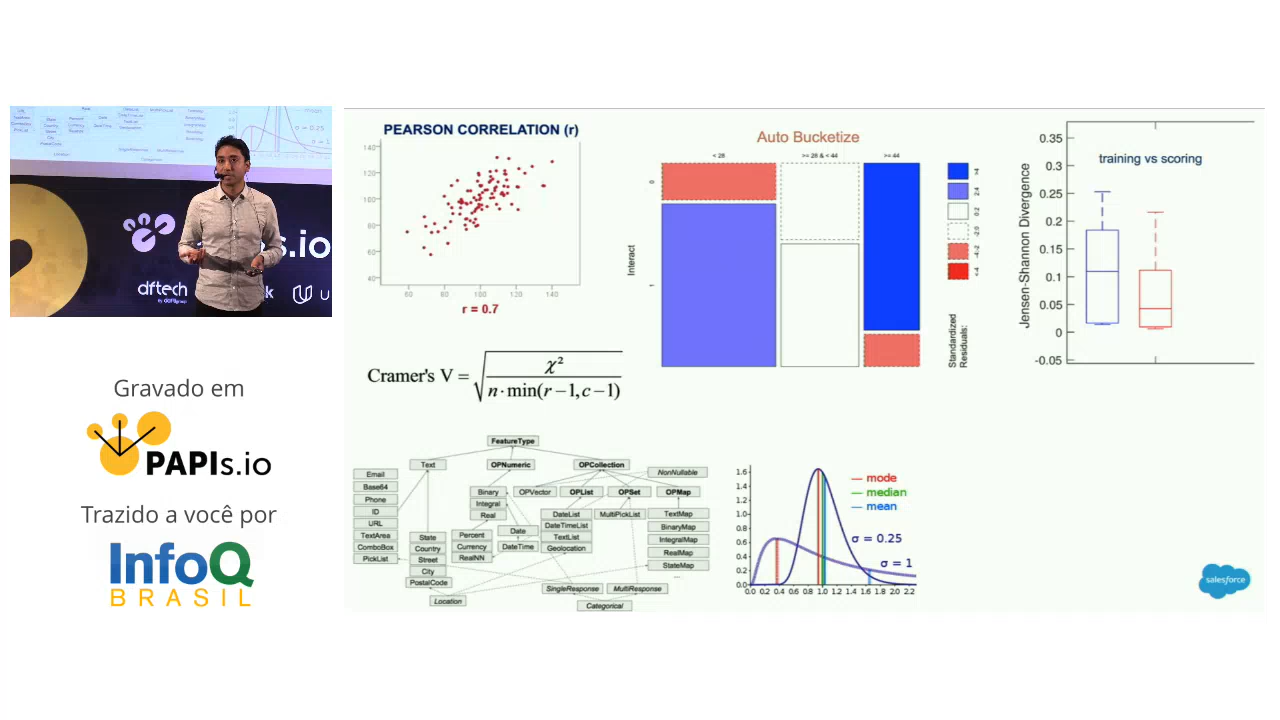 σ = 0.25
s.io
dftech
Gravado em
PAPIs.io
Trazido a você por
InfoQ
BRASIL
PEARSON CORRELATION (r)
140
120
100
80
60
40
60 80 100 120 140
r = 0.7
Cramer's V = √ χ² / n · min(r − 1, c − 1)
Auto Bucketize
< 28 >= 28 & < 44 >= 44
Interact
0
1
Standardized
Residuals:
training vs scoring
Jensen-Shannon Divergence
0.35
0.3
0.25
0.2
0.15
0.1
0.05
0
-0.05
FeatureType
Text OPNumeric OPCollection NonNullable
Email
Base64
Phone
ID
URL
TextArea
ComboBox
PickList
State
Country
Street
City
PostalCode
Location
Binary
Integral
Real
Percent
Currency
RealNN
Date
DateTime
OPVector OPList OPSet OPMap
DateList
DateTimeList
TextList
Geolocation
MultiPickList
TextMap
BinaryMap
IntegralMap
RealMap
StateMap
...
SingleResponse MultiResponse
Categorical
1.6
1.4
1.2
1.0
0.8
0.6
0.4
0.2
0.0
0.0 0.2 0.4 0.6 0.8 1.0 1.2 1.4 1.6 1.8 2.0 2.2
mode
median
mean
σ = 0.25
σ = 1
salesforce